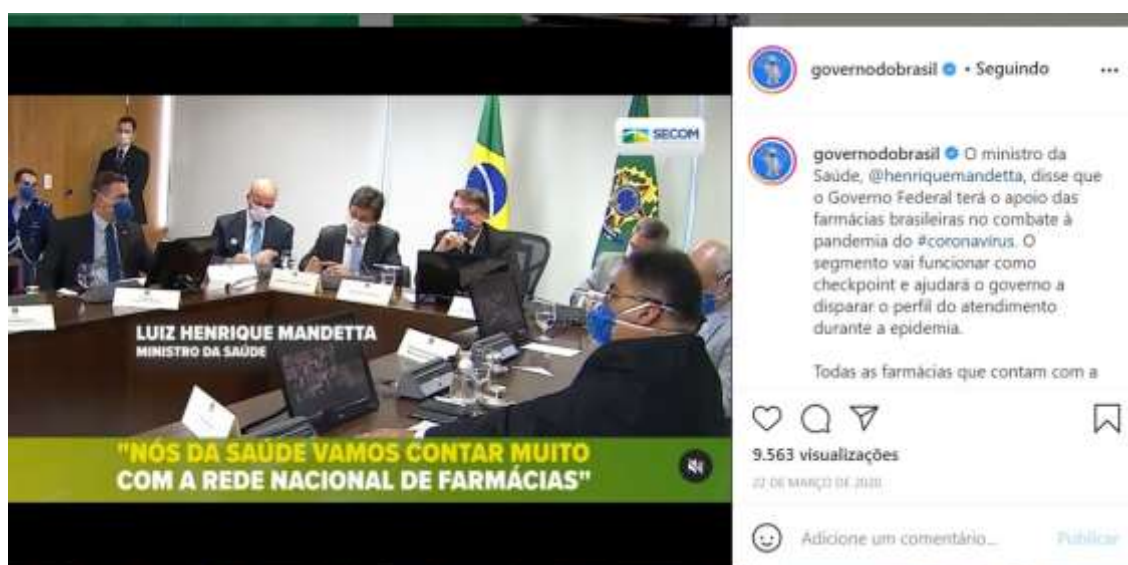 SECOM
LUIZ HENRIQUE MANDETTA
MINISTRO DA SAÚDE
"NÓS DA SAÚDE VAMOS CONTAR MUITO
COM A REDE NACIONAL DE FARMÁCIAS"
governodobrasil • Seguindo
governodobrasil O ministro da
Saúde, @henriquemandetta, disse que
o Governo Federal terá o apoio das
farmácias brasileiras no combate à
pandemia do #coronavírus. O
segmento vai funcionar como
checkpoint e ajudará o governo a
disparar o perfil do atendimento
durante a epidemia.
Todas as farmácias que contam com a
9.563 visualizações
22 DE MARÇO DE 2020
Adicione um comentário...
Publicar